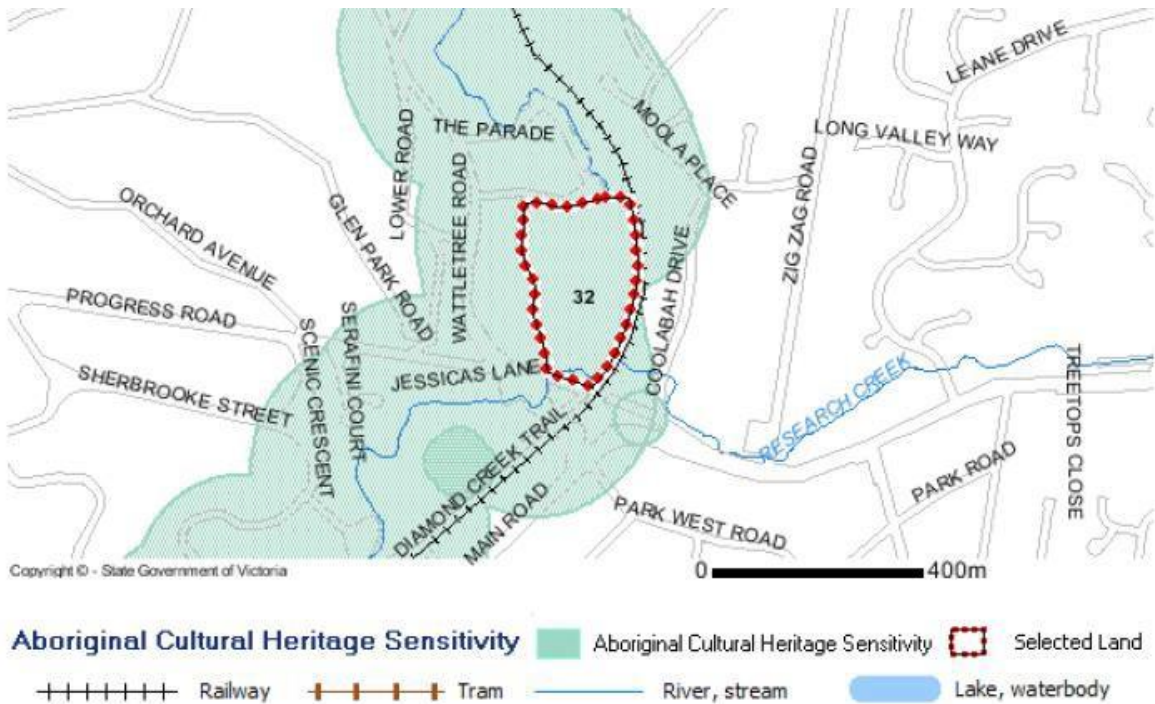 LEANE DRIVE
MOOLA PLACE
THE PARADE
LONG VALLEY WAY
LOWER ROAD
ZIG ZAG ROAD
WATTLETREE ROAD
ORCHARD AVENUE
GLEN PARK ROAD
COOLABAH DRIVE
32
PROGRESS ROAD
SERAFINI COURT
SCENIC CRESCENT
JESSICAS LANE
SHERBROOKE STREET
RESEARCH CREEK
TREETOPS CLOSE
DIAMOND CREEK TRAIL
MAIN ROAD
PARK ROAD
PARK WEST ROAD
Copyright © - State Government of Victoria
0 400m
Aboriginal Cultural Heritage Sensitivity Aboriginal Cultural Heritage Sensitivity Selected Land
Railway Tram River, stream Lake, waterbody